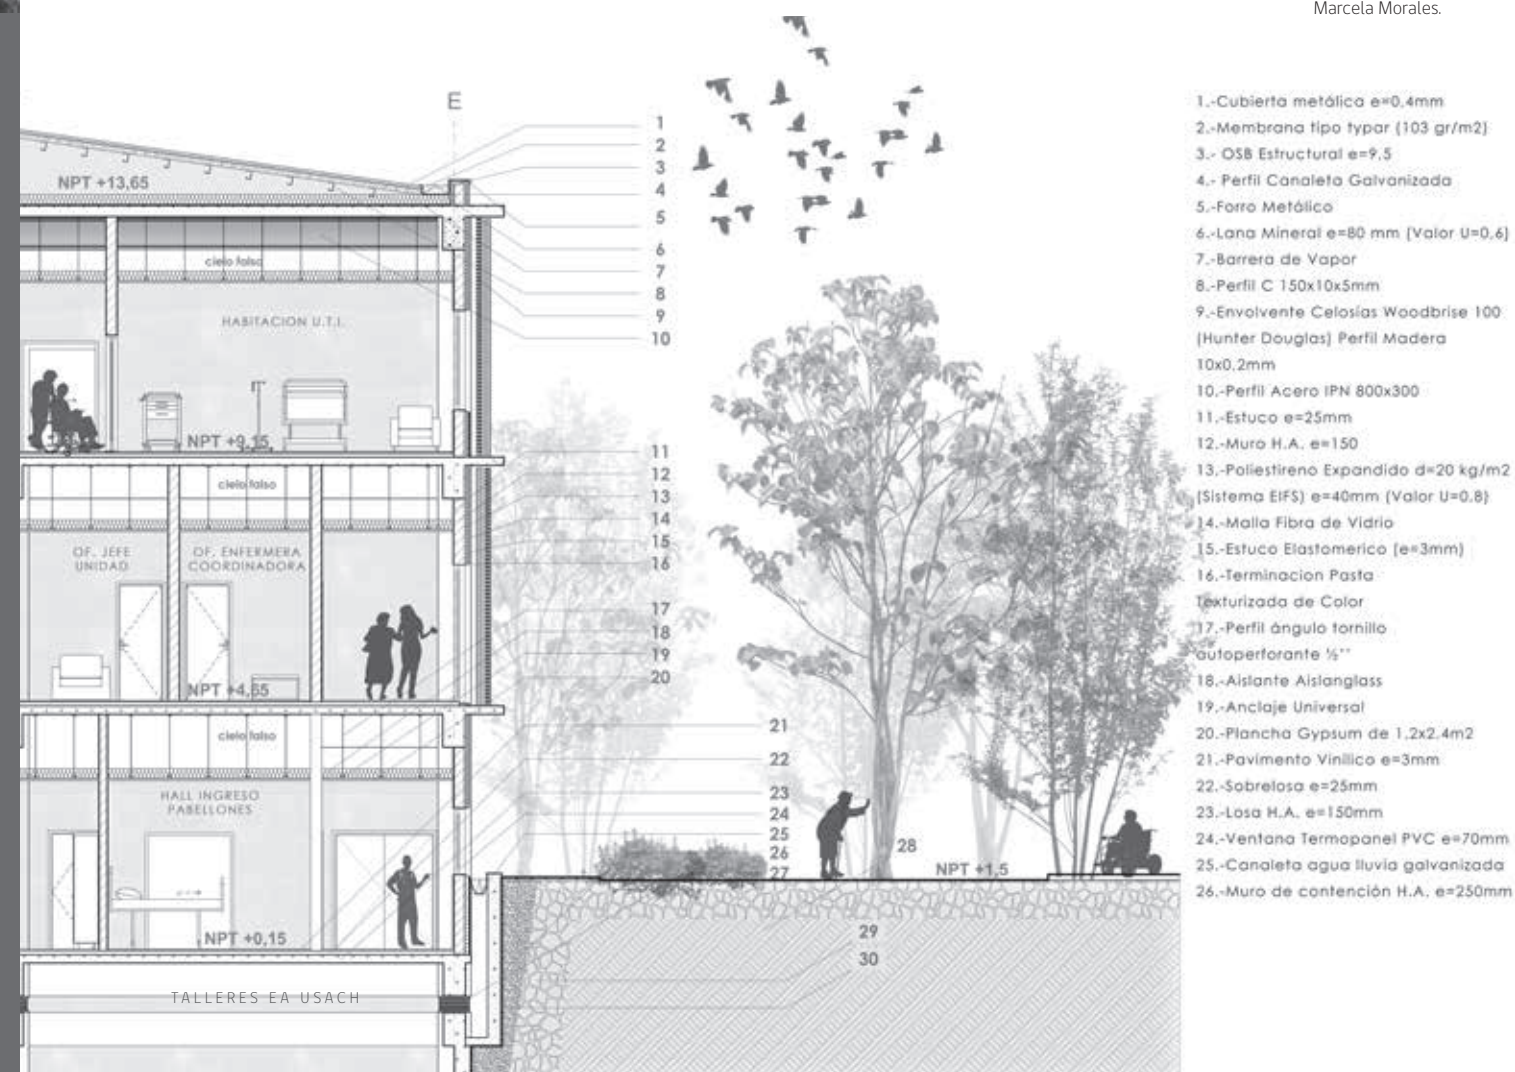 Marcela Morales.
E
1
2
3
4
5
6
7
8
9
10
NPT +13,65
cielo falso
HABITACION U.T.I.
NPT +9,15
11
12
13
14
15
16
17
18
19
20
cielo falso
OF. JEFE
UNIDAD
OF. ENFERMERA
COORDINADORA
NPT +4,65
21
22
23
24
25
26
27
28
cielo falso
HALL INGRESO
PABELLONES
NPT +0,15
NPT +1,5
29
30
TALLERES EA USACH
1.-Cubierta metálica e=0,4mm
2.-Membrana tipo typar (103 gr/m2)
3.- OSB Estructural e=9,5
4.- Perfil Canaleta Galvanizada
5.-Forro Metálico
6.-Lana Mineral e=80 mm (Valor U=0,6)
7.-Barrera de Vapor
8.-Perfil C 150x10x5mm
9.-Envolvente Celosías Woodbrise 100
(Hunter Douglas) Perfil Madera
10x0,2mm
10.-Perfil Acero IPN 800x300
11.-Estuco e=25mm
12.-Muro H.A. e=150
13.-Poliestireno Expandido d=20 kg/m2
(Sistema EIFS) e=40mm (Valor U=0,8)
14.-Malla Fibra de Vidrio
15.-Estuco Elastomerico (e=3mm)
16.-Terminacion Pasta
Texturizada de Color
17.-Perfil ángulo tornillo
autoperforante ½''
18.-Aislante Aislanglass
19.-Anclaje Universal
20.-Plancha Gypsum de 1,2x2,4m2
21.-Pavimento Vinílico e=3mm
22.-Sobrelosa e=25mm
23.-Losa H.A. e=150mm
24.-Ventana Termopanel PVC e=70mm
25.-Canaleta agua lluvia galvanizada
26.-Muro de contención H.A. e=250mm